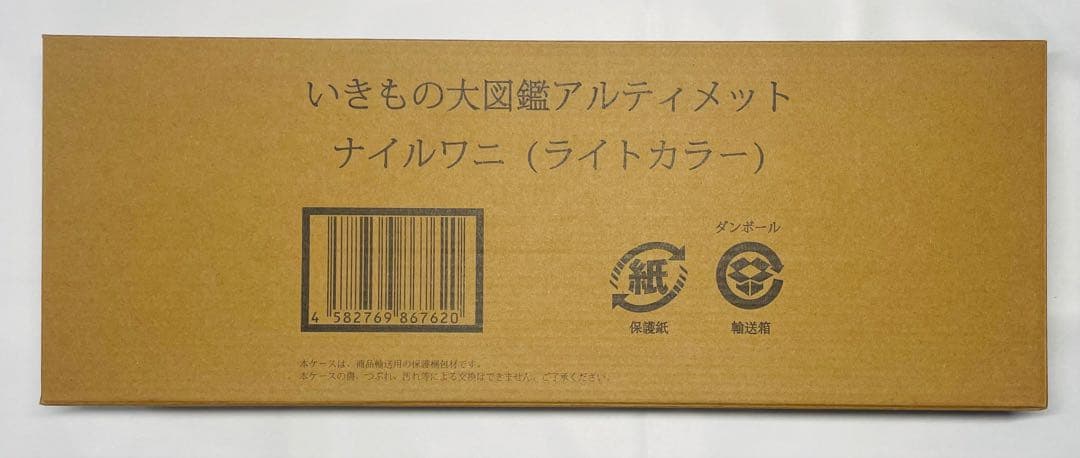 いきもの大図鑑アルティメット
ナイルワニ（ライトカラー）
4 582769 867620
紙
保護紙
ダンボール
輸送箱
本ケースは、商品輸送用の保護梱包材です。
本ケースの傷、つぶれ、汚れ等による交換はできません。ご了承ください。